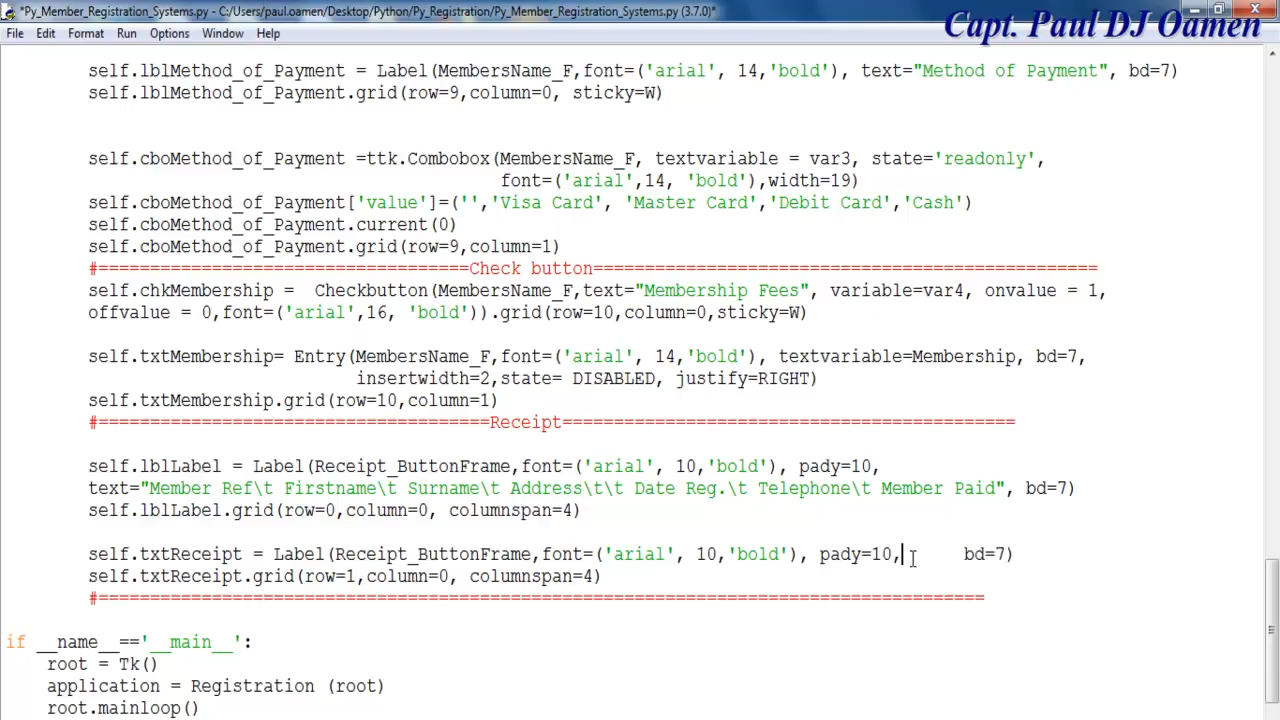 *Py_Member_Registration_Systems.py - C:/Users/paul.oamen/Desktop/Python/Py_Registration/Py_Member_Registration_Systems.py (3.7.0)*
Capt. Paul DJ Oamen
File Edit Format Run Options Window Help
self.lblMethod_of_Payment = Label(MembersName_F,font=('arial', 14,'bold'), text="Method of Payment", bd=7)
self.lblMethod_of_Payment.grid(row=9,column=0, sticky=W)
self.cboMethod_of_Payment =ttk.Combobox(MembersName_F, textvariable = var3, state='readonly',
font=('arial',14, 'bold'),width=19)
self.cboMethod_of_Payment['value']=('','Visa Card', 'Master Card','Debit Card','Cash')
self.cboMethod_of_Payment.current(0)
self.cboMethod_of_Payment.grid(row=9,column=1)
#====================================Check button=================================================
self.chkMembership =  Checkbutton(MembersName_F,text="Membership Fees", variable=var4, onvalue = 1,
offvalue = 0,font=('arial',16, 'bold')).grid(row=10,column=0,sticky=W)
self.txtMembership= Entry(MembersName_F,font=('arial', 14,'bold'), textvariable=Membership, bd=7,
insertwidth=2,state= DISABLED, justify=RIGHT)
self.txtMembership.grid(row=10,column=1)
#======================================Receipt============================================
self.lblLabel = Label(Receipt_ButtonFrame,font=('arial', 10,'bold'), pady=10,
text="Member Ref\t Firstname\t Surname\t Address\t\t Date Reg.\t Telephone\t Member Paid", bd=7)
self.lblLabel.grid(row=0,column=0, columnspan=4)
self.txtReceipt = Label(Receipt_ButtonFrame,font=('arial', 10,'bold'), pady=10,      bd=7)
self.txtReceipt.grid(row=1,column=0, columnspan=4)
#======================================================================================
if __name__=='__main__':
root = Tk()
application = Registration (root)
root.mainloop()